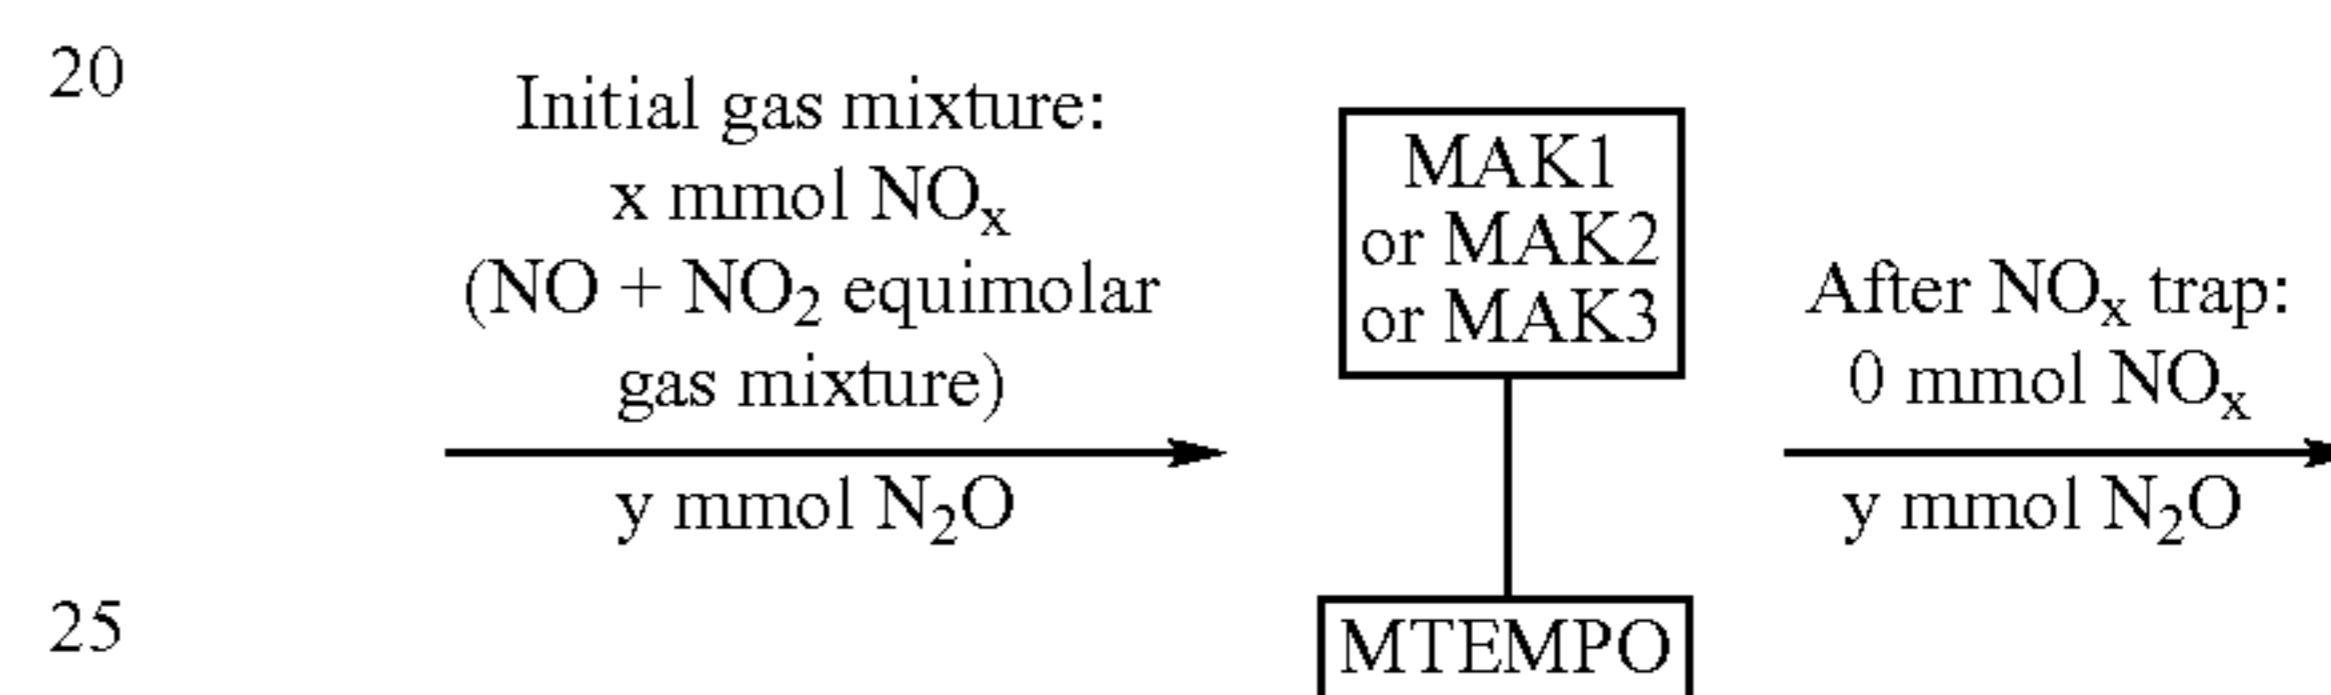 20
Initial gas mixture:
x mmol NOₓ
(NO + NO₂ equimolar
gas mixture)
y mmol N₂O
MAK1
or MAK2
or MAK3
After NOₓ trap:
0 mmol NOₓ
y mmol N₂O
25
MTEMPO